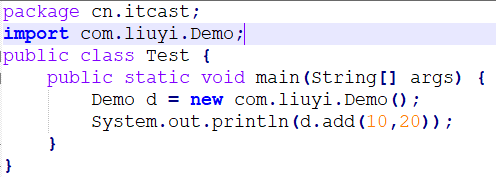 package cn.itcast;
import com.liuyi.Demo;
public class Test {
    public static void main(String[] args) {
        Demo d = new com.liuyi.Demo();
        System.out.println(d.add(10,20));
    }
}